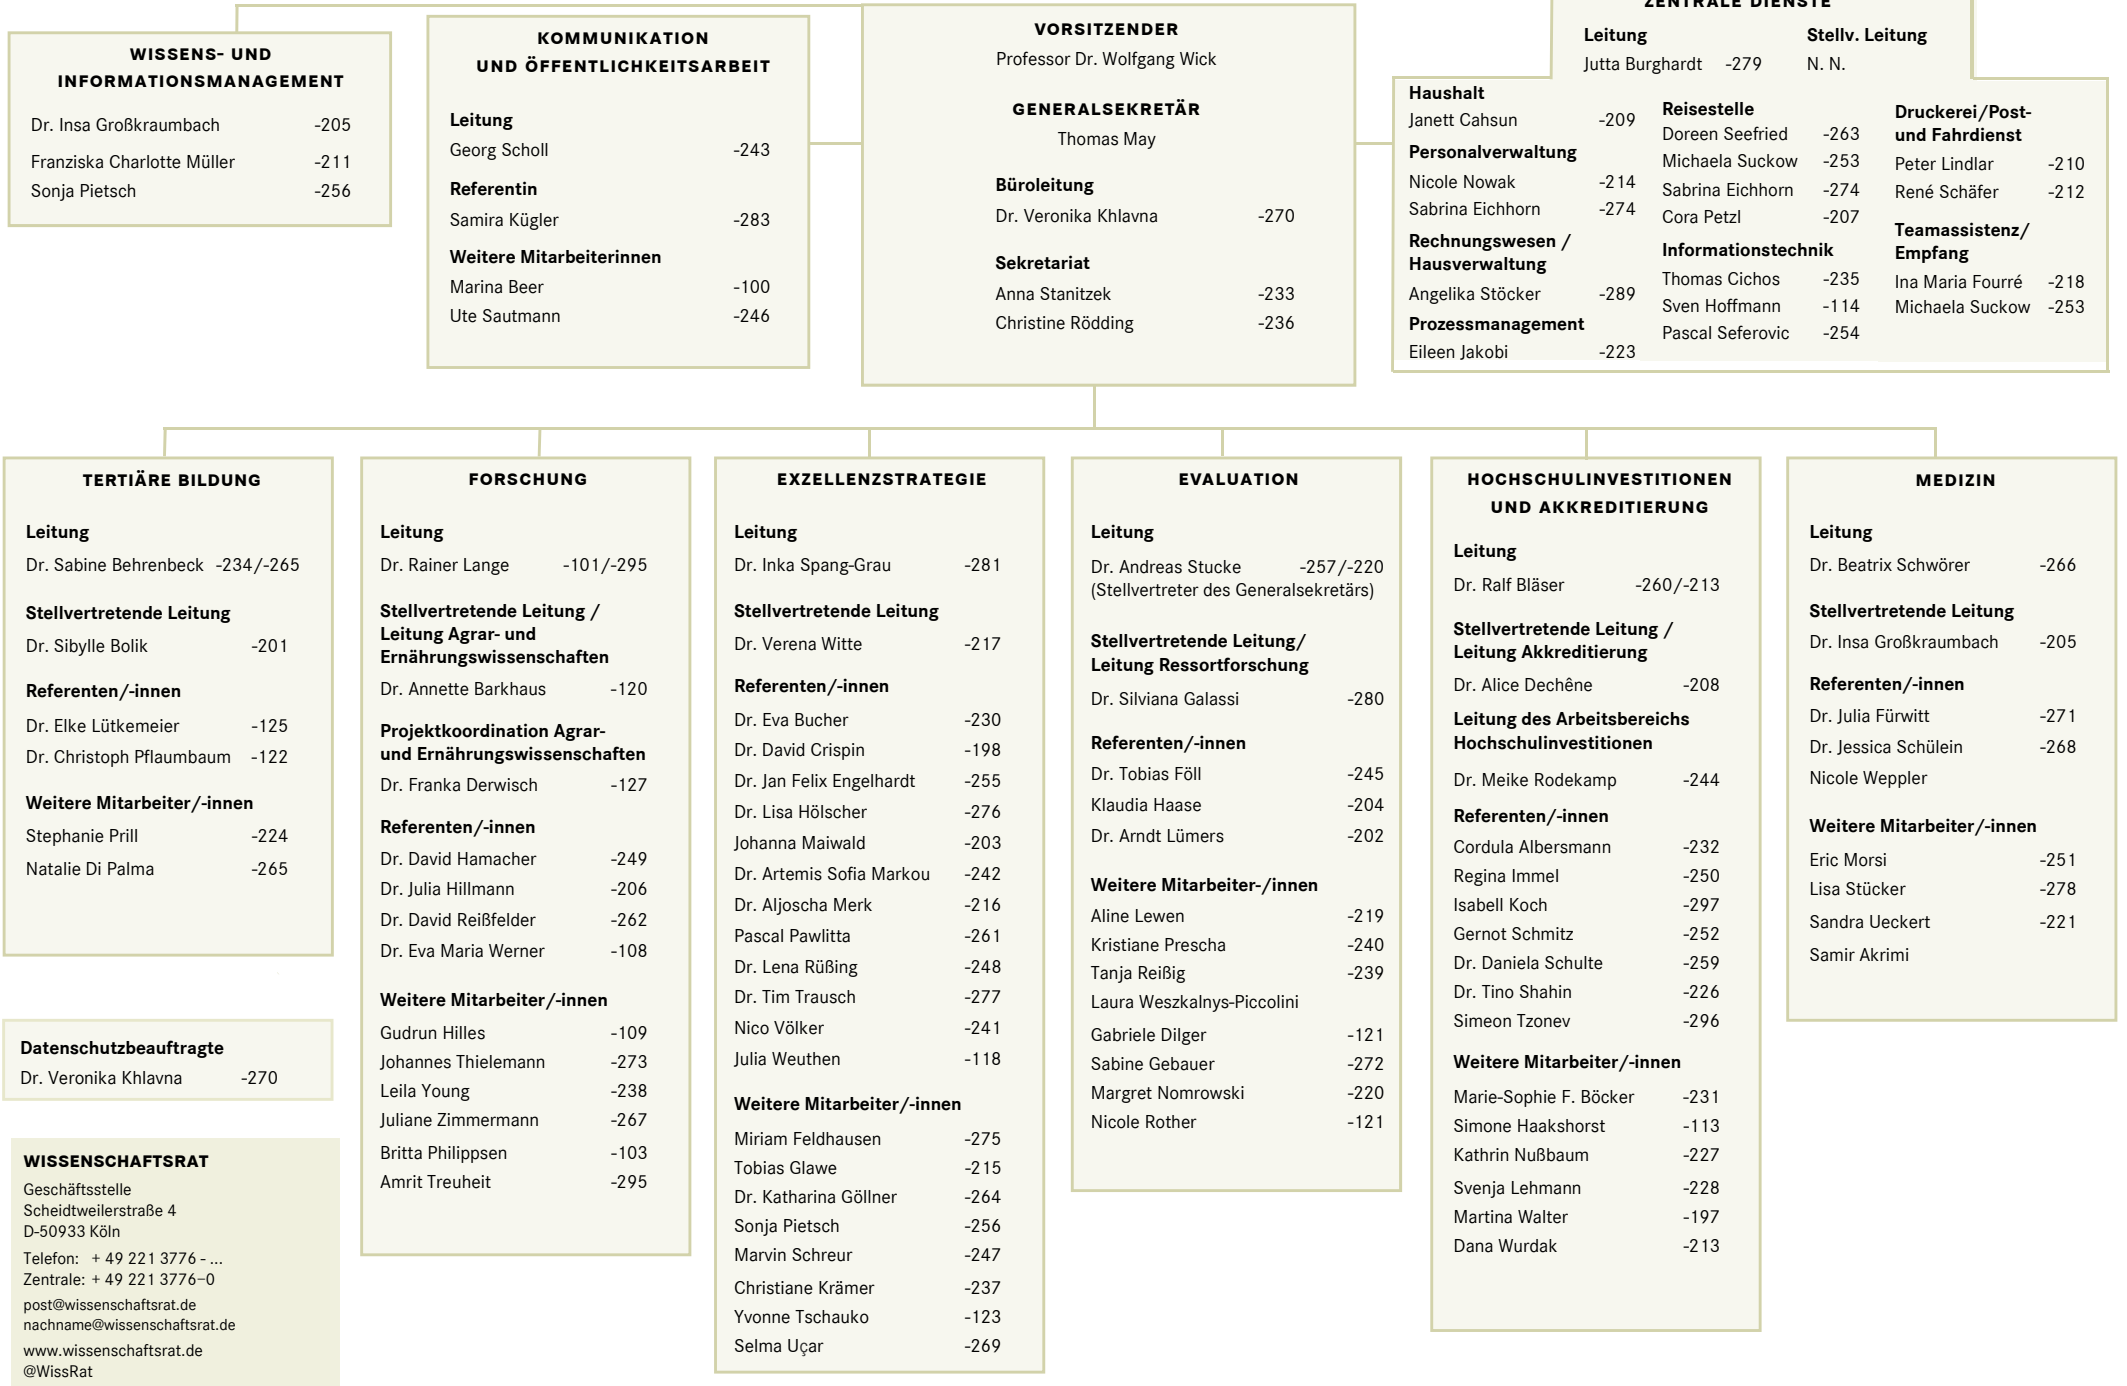 WISSENS- UND
INFORMATIONSMANAGEMENT
Dr. Insa Großkraumbach -205
Franziska Charlotte Müller -211
Sonja Pietsch -256
KOMMUNIKATION
UND ÖFFENTLICHKEITSARBEIT
Leitung
Georg Scholl -243
Referentin
Samira Kügler -283
Weitere Mitarbeiterinnen
Marina Beer -100
Ute Sautmann -246
VORSITZENDER
Professor Dr. Wolfgang Wick
GENERALSEKRETÄR
Thomas May
Büroleitung
Dr. Veronika Khlavna -270
Sekretariat
Anna Stanitzek -233
Christine Rödding -236
ZENTRALE DIENSTE
Leitung Stellv. Leitung
Jutta Burghardt -279 N. N.
Haushalt
Janett Cahsun -209
Personalverwaltung
Nicole Nowak -214
Sabrina Eichhorn -274
Rechnungswesen /
Hausverwaltung
Angelika Stöcker -289
Prozessmanagement
Eileen Jakobi -223
Reisestelle
Doreen Seefried -263
Michaela Suckow -253
Sabrina Eichhorn -274
Cora Petzl -207
Informationstechnik
Thomas Cichos -235
Sven Hoffmann -114
Pascal Seferovic -254
Druckerei/Post-
und Fahrdienst
Peter Lindlar -210
René Schäfer -212
Teamassistenz/
Empfang
Ina Maria Fourré -218
Michaela Suckow -253
TERTIÄRE BILDUNG
Leitung
Dr. Sabine Behrenbeck -234/-265
Stellvertretende Leitung
Dr. Sibylle Bolik -201
Referenten/-innen
Dr. Elke Lütkemeier -125
Dr. Christoph Pflaumbaum -122
Weitere Mitarbeiter/-innen
Stephanie Prill -224
Natalie Di Palma -265
FORSCHUNG
Leitung
Dr. Rainer Lange -101/-295
Stellvertretende Leitung /
Leitung Agrar- und
Ernährungswissenschaften
Dr. Annette Barkhaus -120
Projektkoordination Agrar-
und Ernährungswissenschaften
Dr. Franka Derwisch -127
Referenten/-innen
Dr. David Hamacher -249
Dr. Julia Hillmann -206
Dr. David Reißfelder -262
Dr. Eva Maria Werner -108
Weitere Mitarbeiter/-innen
Gudrun Hilles -109
Johannes Thielemann -273
Leila Young -238
Juliane Zimmermann -267
Britta Philippsen -103
Amrit Treuheit -295
EXZELLENZSTRATEGIE
Leitung
Dr. Inka Spang-Grau -281
Stellvertretende Leitung
Dr. Verena Witte -217
Referenten/-innen
Dr. Eva Bucher -230
Dr. David Crispin -198
Dr. Jan Felix Engelhardt -255
Dr. Lisa Hölscher -276
Johanna Maiwald -203
Dr. Artemis Sofia Markou -242
Dr. Aljoscha Merk -216
Pascal Pawlitta -261
Dr. Lena Rüßing -248
Dr. Tim Trausch -277
Nico Völker -241
Julia Weuthen -118
Weitere Mitarbeiter/-innen
Miriam Feldhausen -275
Tobias Glawe -215
Dr. Katharina Göllner -264
Sonja Pietsch -256
Marvin Schreur -247
Christiane Krämer -237
Yvonne Tschauko -123
Selma Uçar -269
EVALUATION
Leitung
Dr. Andreas Stucke -257/-220
(Stellvertreter des Generalsekretärs)
Stellvertretende Leitung/
Leitung Ressortforschung
Dr. Silviana Galassi -280
Referenten/-innen
Dr. Tobias Föll -245
Klaudia Haase -204
Dr. Arndt Lümers -202
Weitere Mitarbeiter-/innen
Aline Lewen -219
Kristiane Prescha -240
Tanja Reißig -239
Laura Weszkalnys-Piccolini
Gabriele Dilger -121
Sabine Gebauer -272
Margret Nomrowski -220
Nicole Rother -121
HOCHSCHULINVESTITIONEN
UND AKKREDITIERUNG
Leitung
Dr. Ralf Bläser -260/-213
Stellvertretende Leitung /
Leitung Akkreditierung
Dr. Alice Dechêne -208
Leitung des Arbeitsbereichs
Hochschulinvestitionen
Dr. Meike Rodekamp -244
Referenten/-innen
Cordula Albersmann -232
Regina Immel -250
Isabell Koch -297
Gernot Schmitz -252
Dr. Daniela Schulte -259
Dr. Tino Shahin -226
Simeon Tzonev -296
Weitere Mitarbeiter/-innen
Marie-Sophie F. Böcker -231
Simone Haakshorst -113
Kathrin Nußbaum -227
Svenja Lehmann -228
Martina Walter -197
Dana Wurdak -213
MEDIZIN
Leitung
Dr. Beatrix Schwörer -266
Stellvertretende Leitung
Dr. Insa Großkraumbach -205
Referenten/-innen
Dr. Julia Fürwitt -271
Dr. Jessica Schülein -268
Nicole Weppler
Weitere Mitarbeiter/-innen
Eric Morsi -251
Lisa Stücker -278
Sandra Ueckert -221
Samir Akrimi
Datenschutzbeauftragte
Dr. Veronika Khlavna -270
WISSENSCHAFTSRAT
Geschäftsstelle
Scheidtweilerstraße 4
D-50933 Köln
Telefon: + 49 221 3776 - ...
Zentrale: + 49 221 3776–0
post@wissenschaftsrat.de
nachname@wissenschaftsrat.de
www.wissenschaftsrat.de
@WissRat